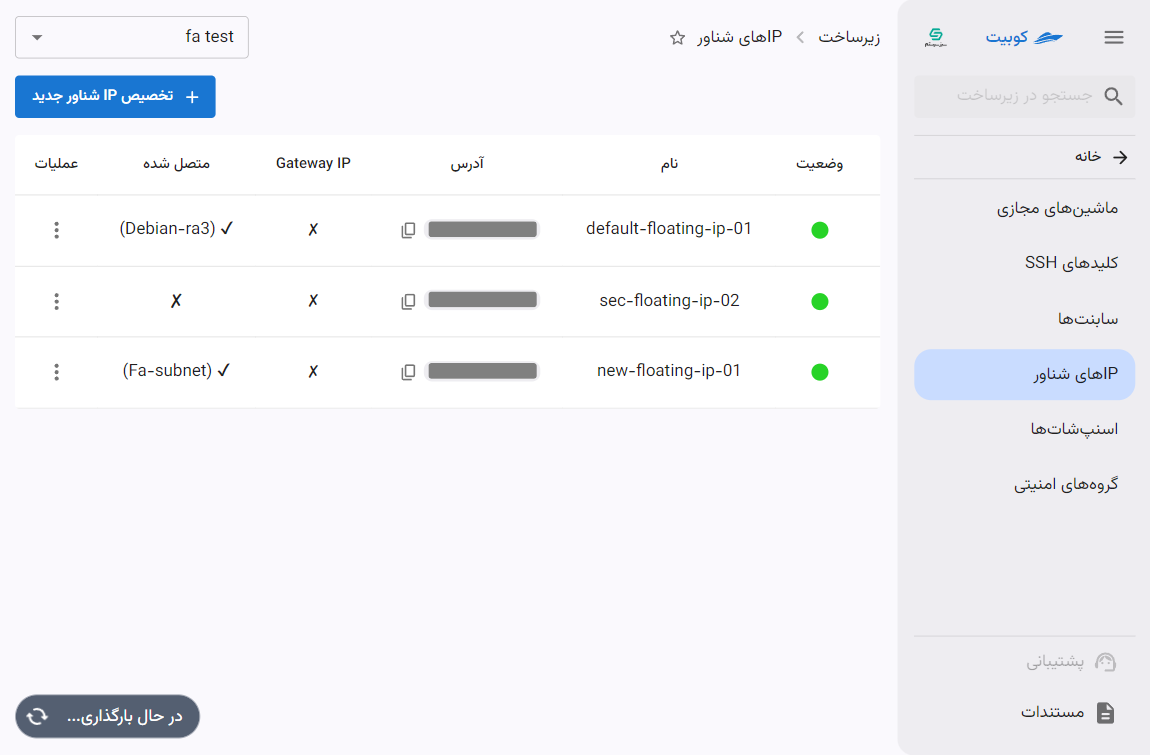 کوبیت
جستجو در زیرساخت
خانه
ماشین‌های مجازی
کلیدهای SSH
سابنت‌ها
IPهای شناور
اسنپ‌شات‌ها
گروه‌های امنیتی
پشتیبانی
مستندات
زیرساخت > IPهای شناور
fa test
+ تخصیص IP شناور جدید
وضعیت نام آدرس Gateway IP متصل شده عملیات
default-floating-ip-01 ✗ ✓ (Debian-ra3)
sec-floating-ip-02 ✗ ✗
new-floating-ip-01 ✗ ✓ (Fa-subnet)
در حال بارگذاری...